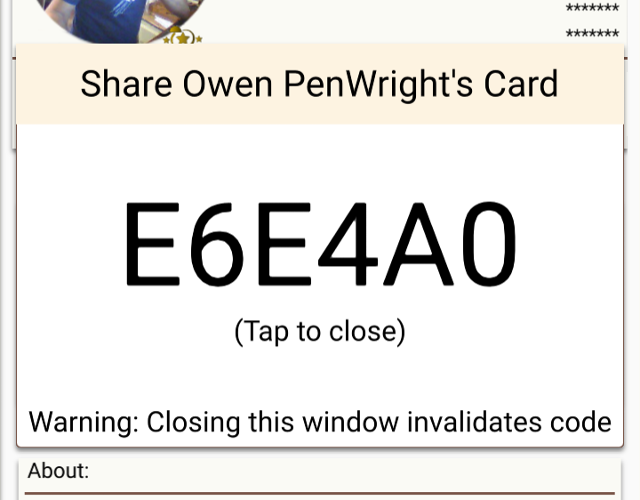 *******
*******
Share Owen PenWright's Card
E6E4A0
(Tap to close)
Warning: Closing this window invalidates code
About: